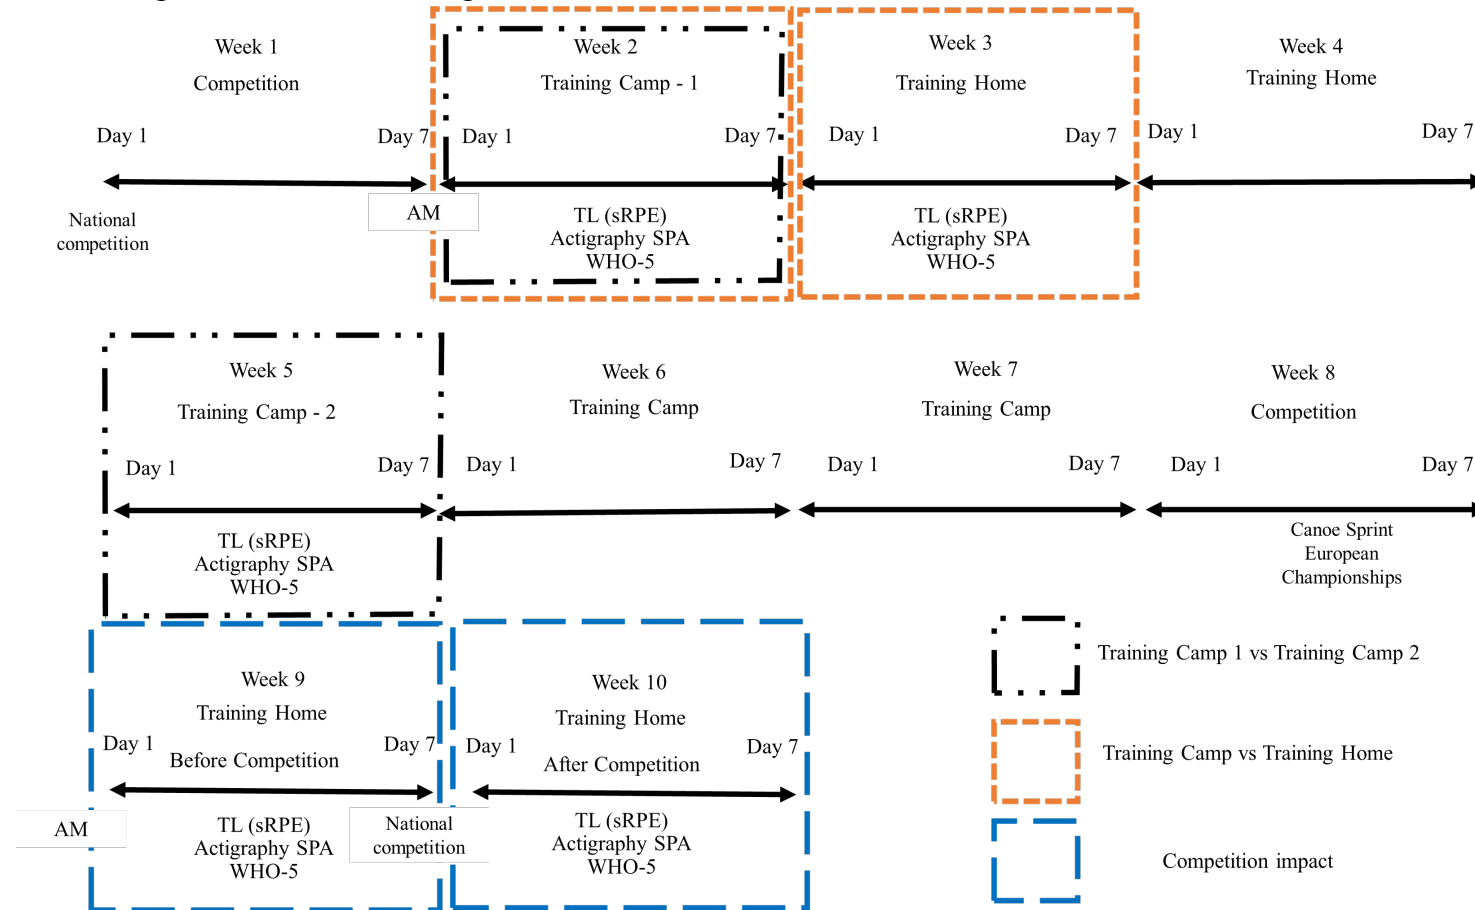 Week 1
Competition
Day 1
Day 7
National
competition
AM
Week 2
Training Camp - 1
Day 1
Day 7
TL (sRPE)
Actigraphy SPA
WHO-5
Week 3
Training Home
Day 1
Day 7
TL (sRPE)
Actigraphy SPA
WHO-5
Week 4
Training Home
Day 1
Day 7
Week 5
Training Camp - 2
Day 1
Day 7
TL (sRPE)
Actigraphy SPA
WHO-5
Week 6
Training Camp
Day 1
Day 7
Week 7
Training Camp
Day 1
Day 7
Week 8
Competition
Day 1
Day 7
Canoe Sprint
European
Championships
Week 9
Training Home
Day 1
Day 7
Before Competition
AM
TL (sRPE)
Actigraphy SPA
WHO-5
National
competition
Week 10
Training Home
Day 1
Day 7
After Competition
TL (sRPE)
Actigraphy SPA
WHO-5
Training Camp 1 vs Training Camp 2
Training Camp vs Training Home
Competition impact